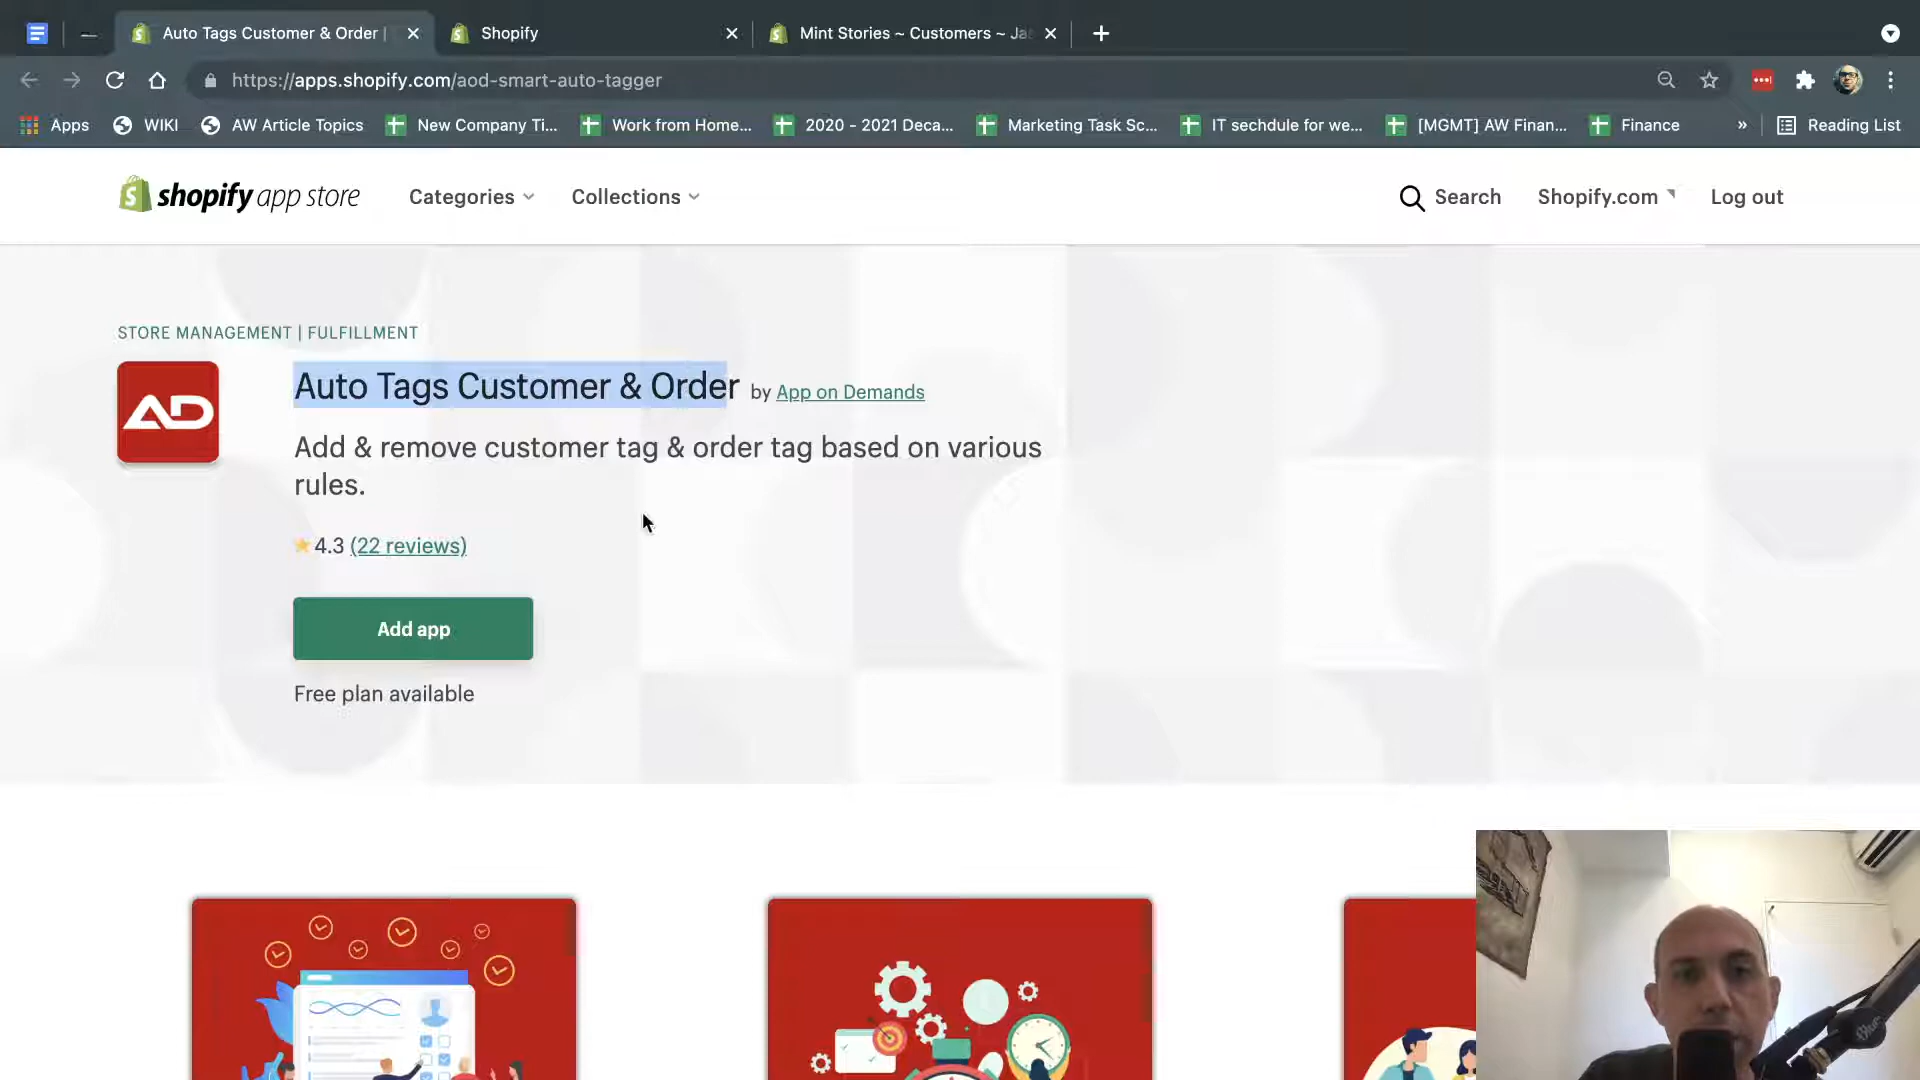 Auto Tags Customer & Order |
Shopify
Mint Stories ~ Customers ~
https://apps.shopify.com/aod-smart-auto-tagger
Apps
WIKI
AW Article Topics
New Company Ti...
Work from Home...
2020 - 2021 Deca...
Marketing Task Sc...
IT sechdule for we...
[MGMT] AW Finan...
Finance
»
Reading List
shopify app store
Categories
Collections
Search
Shopify.com
Log out
STORE MANAGEMENT | FULFILLMENT
AD
Auto Tags Customer & Order by App on Demands
Add & remove customer tag & order tag based on various
rules.
4.3 (22 reviews)
Add app
Free plan available